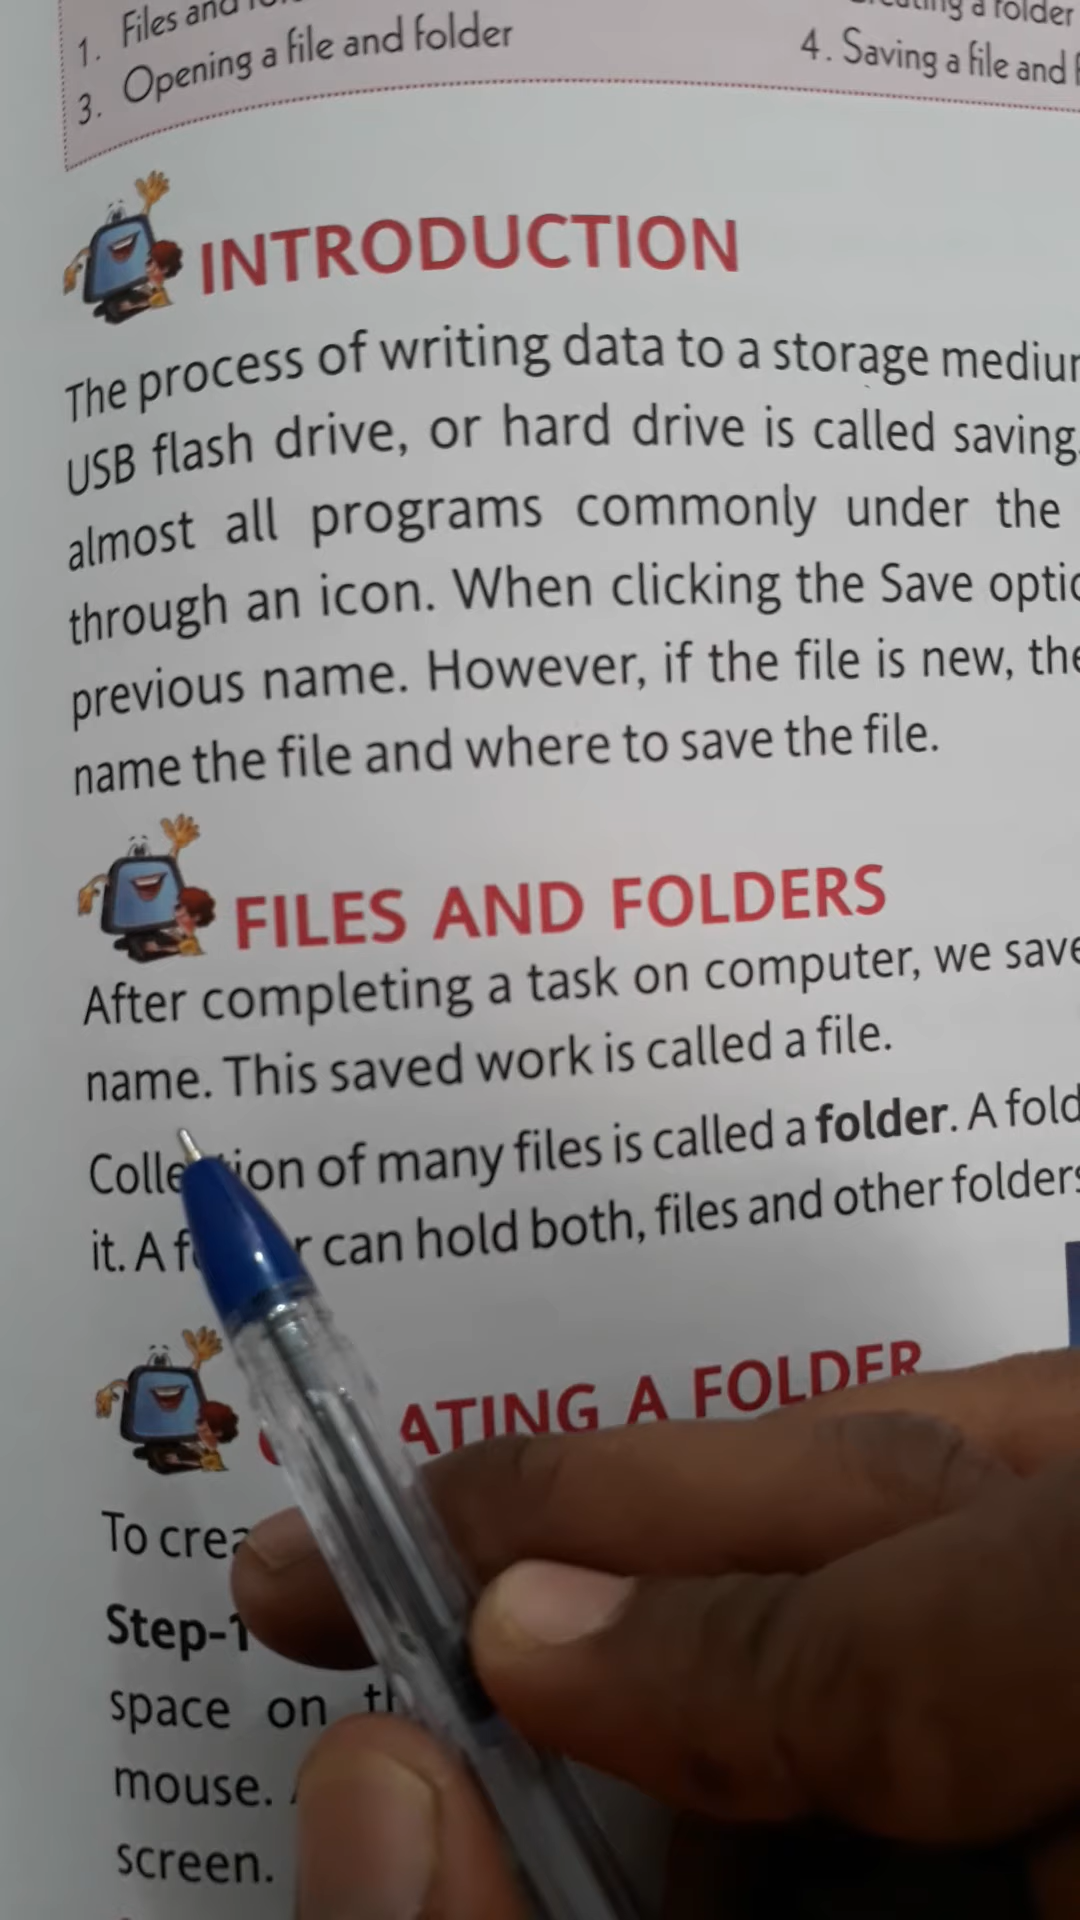 1. Files and
3. Opening a file and folder
a folder
4. Saving a file and
INTRODUCTION
The process of writing data to a storage
USB flash drive, or hard drive is called saving.
almost all programs commonly under the
through an icon. When clicking the Save
previous name. However, if the file is new,
name the file and where to save the file.
FILES AND FOLDERS
After completing a task on computer, we save
name. This saved work is called a file.
Collection of many files is called a folder. A
it. A can hold both, files and other folders
A FOLDER
To
Step-1
space on
mouse.
screen.